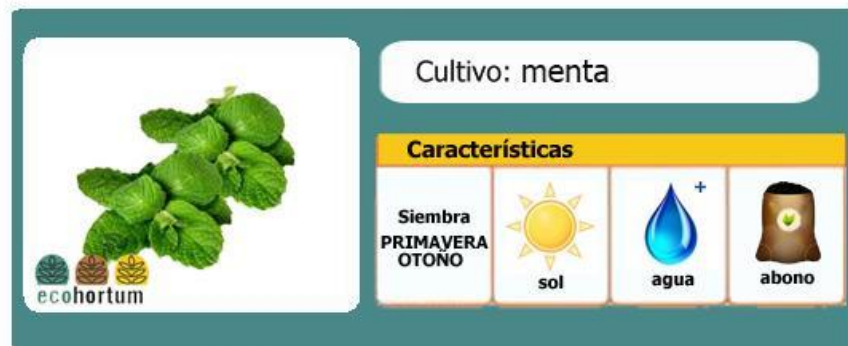 Cultivo: menta
Características
Siembra
PRIMAVERA
OTOÑO
sol
+
agua
abono
ecohortum